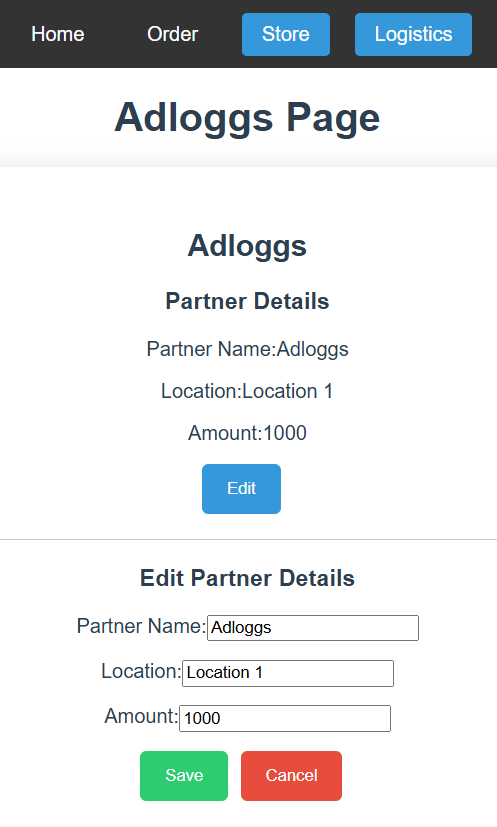 Home Order Store Logistics
Adloggs Page
Adloggs
Partner Details
Partner Name:Adloggs
Location:Location 1
Amount:1000
Edit
Edit Partner Details
Partner Name:Adloggs
Location:Location 1
Amount:1000
Save Cancel